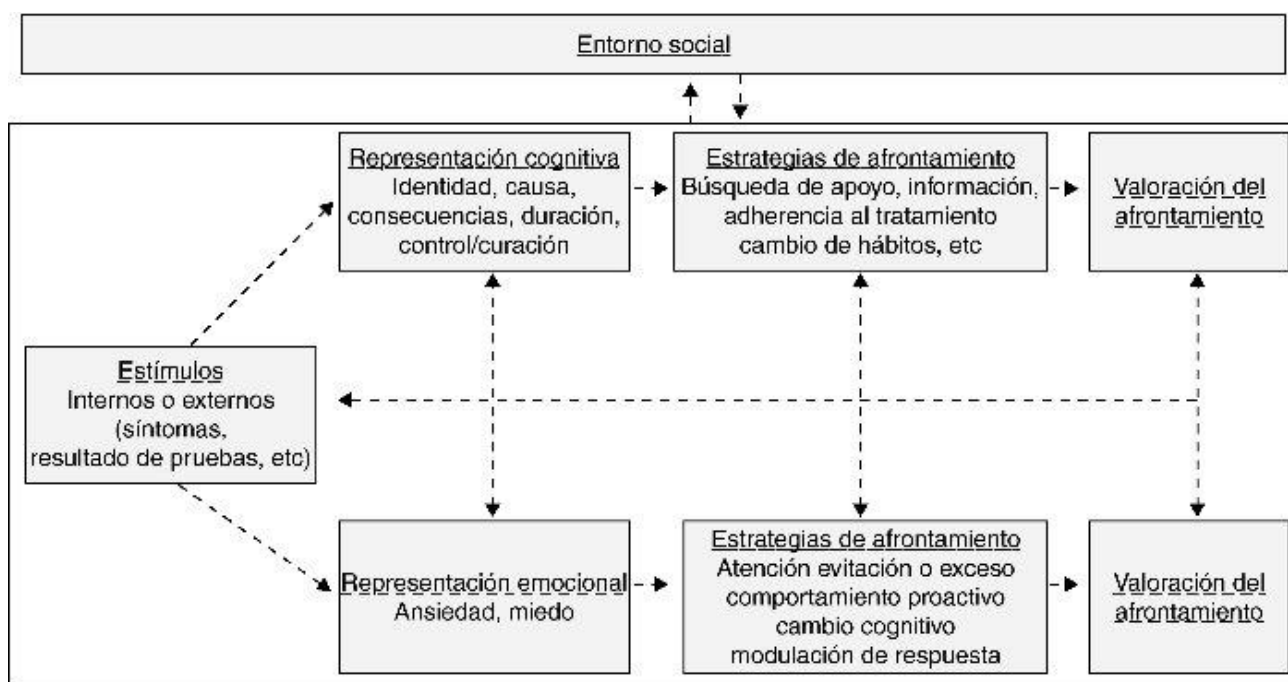 Entorno social
Representación cognitiva
Identidad, causa,
consecuencias, duración,
control/curación
Estrategias de afrontamiento
Búsqueda de apoyo, información,
adherencia al tratamiento
cambio de hábitos, etc
Valoración del
afrontamiento
Estímulos
Internos o externos
(síntomas,
resultado de pruebas, etc)
Representación emocional
Ansiedad, miedo
Estrategias de afrontamiento
Atención evitación o exceso
comportamiento proactivo
cambio cognitivo
modulación de respuesta
Valoración del
afrontamiento